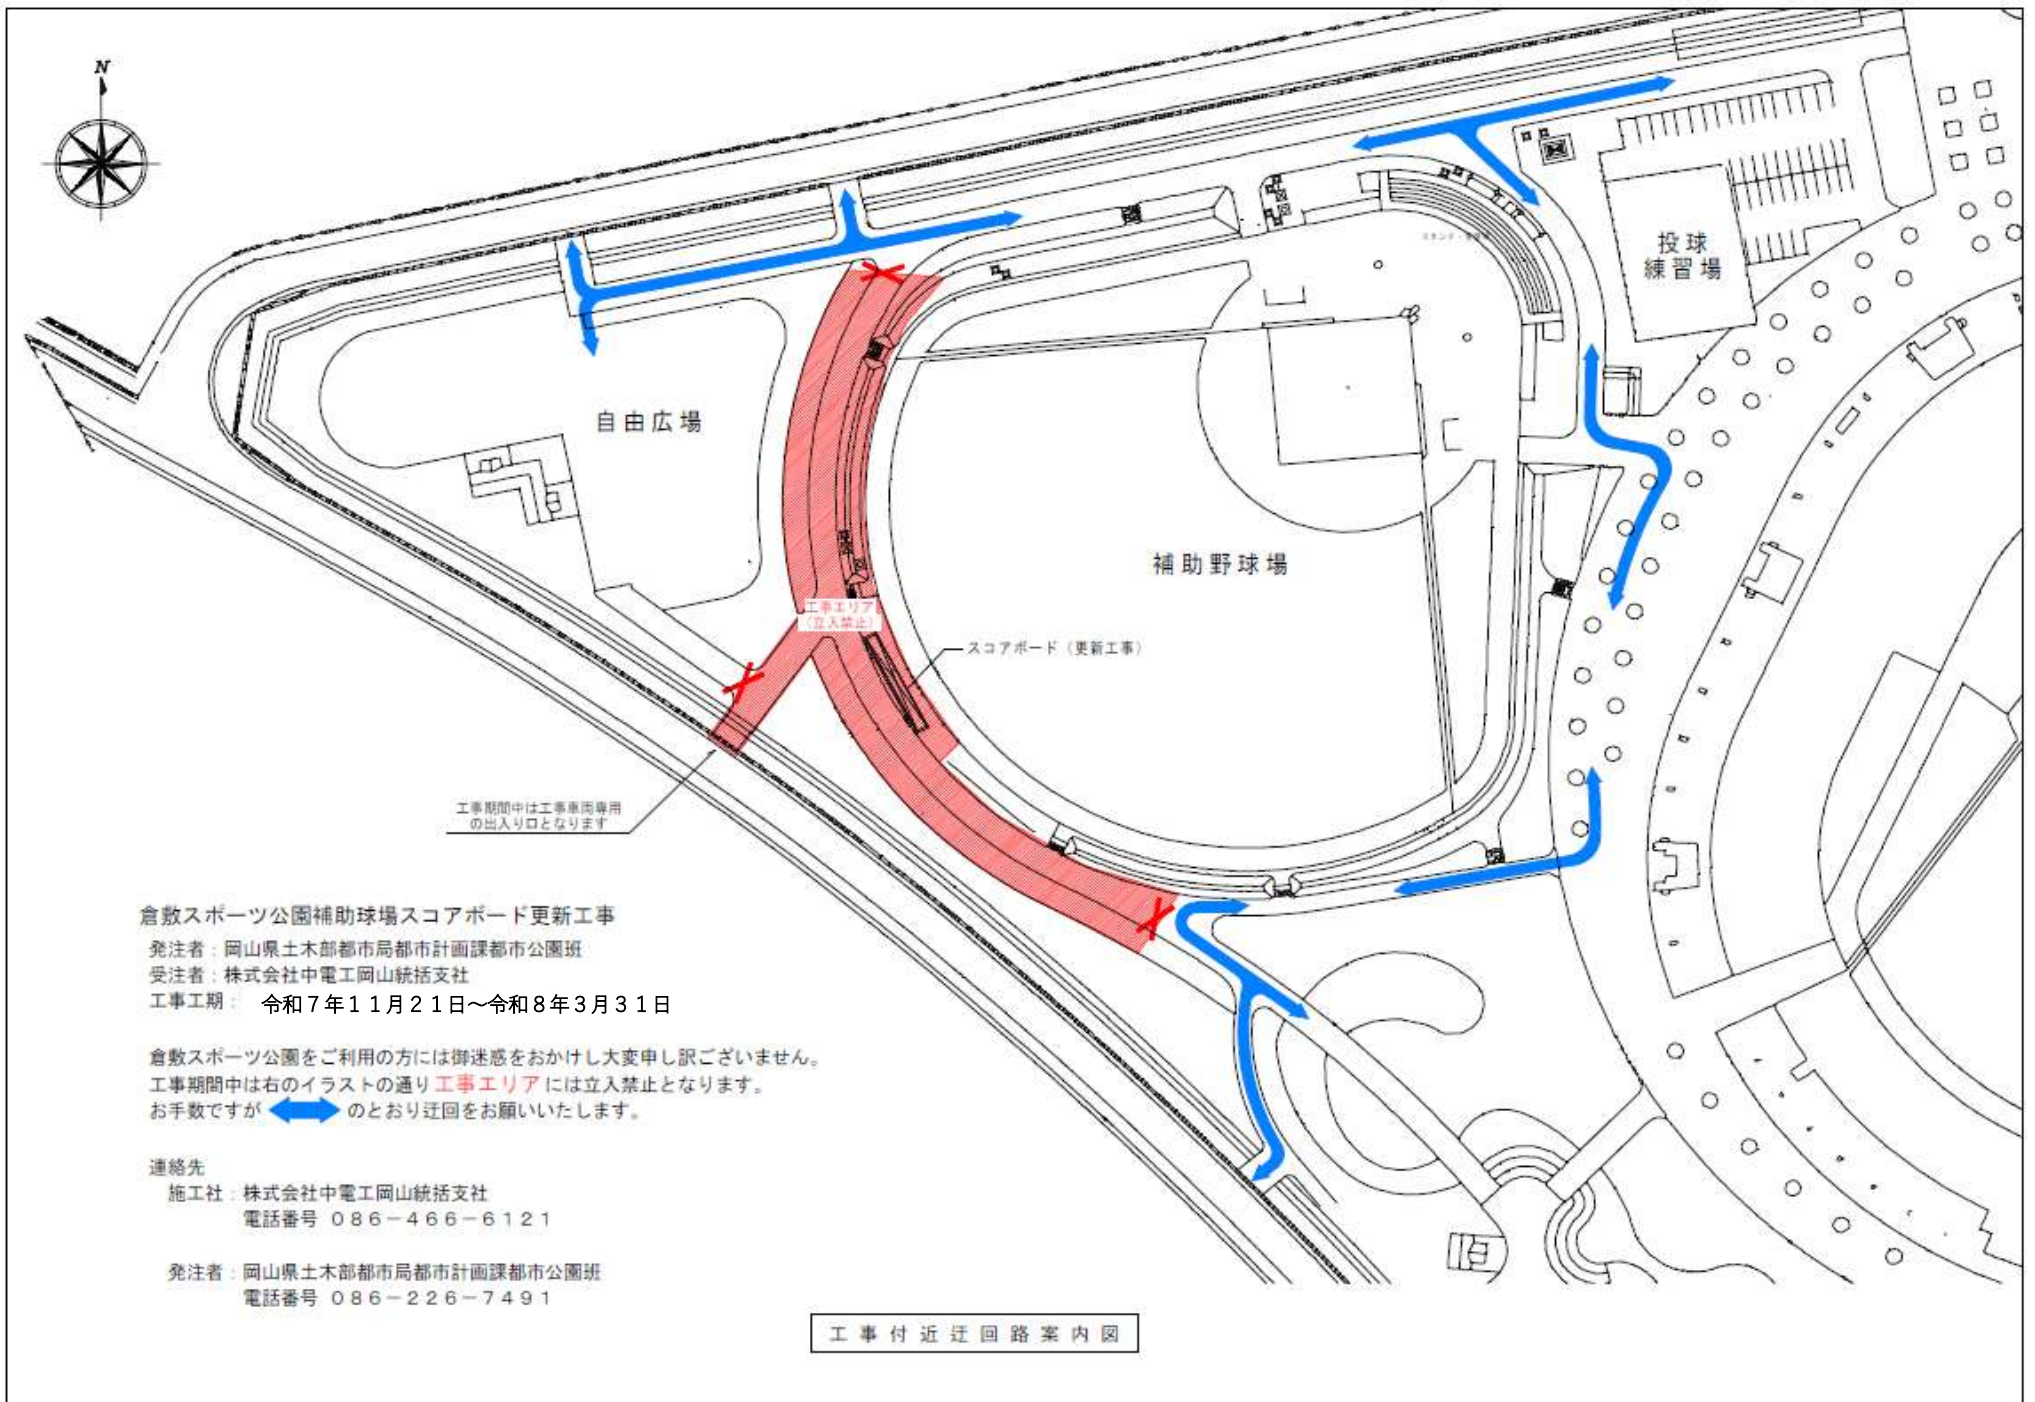 N
投球
練習場
自由広場
補助野球場
工事エリア
（立入禁止）
スコアボード（更新工事）
工事期間中は工事車両専用
の出入り口となります
倉敷スポーツ公園補助球場スコアボード更新工事
発注者：岡山県土木部都市局都市計画課都市公園班
受注者：株式会社中電工岡山統括支社
工事工期： 令和７年１１月２１日～令和８年３月３１日
倉敷スポーツ公園をご利用の方には御迷惑をおかけし大変申し訳ございません。
工事期間中は右のイラストの通り工事エリアには立入禁止となります。
お手数ですが のとおり迂回をお願いいたします。
連絡先
施工社：株式会社中電工岡山統括支社
電話番号 ０８６－４６６－６１２１
発注者：岡山県土木部都市局都市計画課都市公園班
電話番号 ０８６－２２６－７４９１
工事付近迂回路案内図